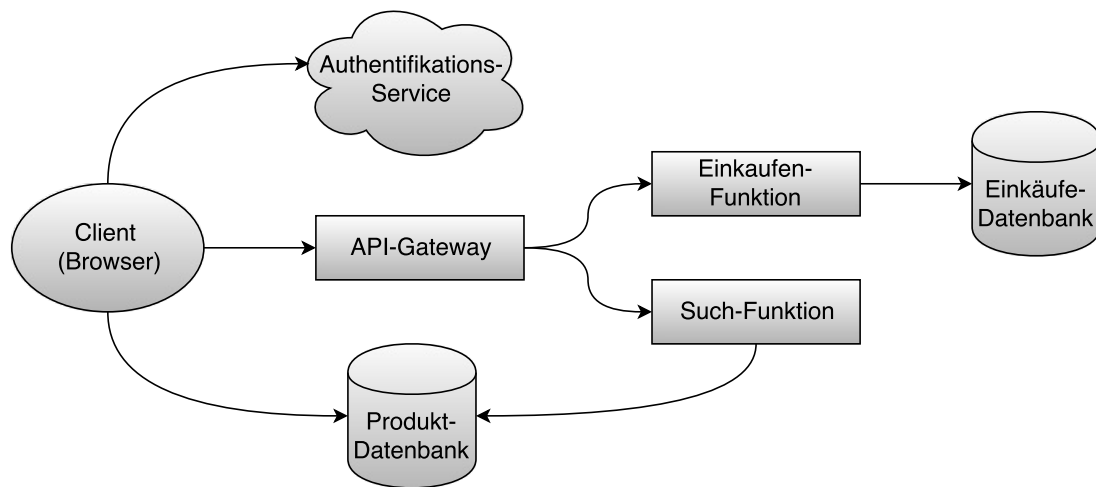 Authentifikations-
Service
Einkaufen-
Funktion
Einkäufe-
Datenbank
Client
(Browser)
API-Gateway
Such-Funktion
Produkt-
Datenbank